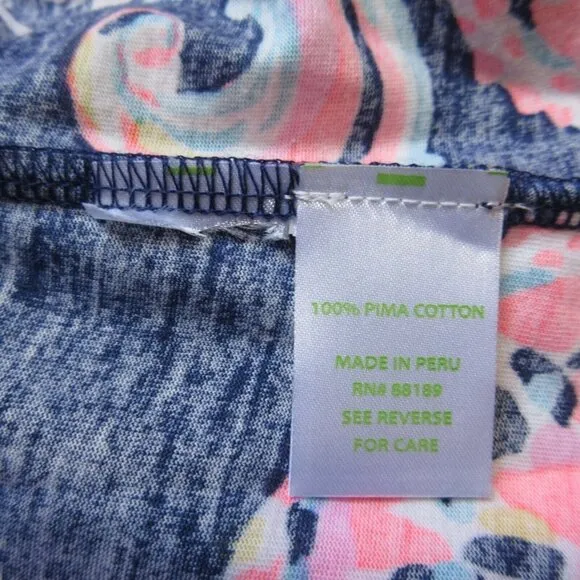 100% PIMA COTTON
MADE IN PERU
RN# 88189
SEE REVERSE
FOR CARE